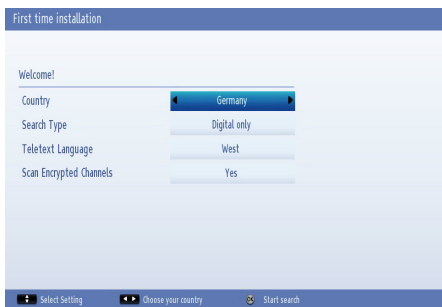 First time installation
Welcome!
Country Germany
Search Type Digital only
Teletext Language West
Scan Encrypted Channels Yes
Select Setting Choose your country OK Start search